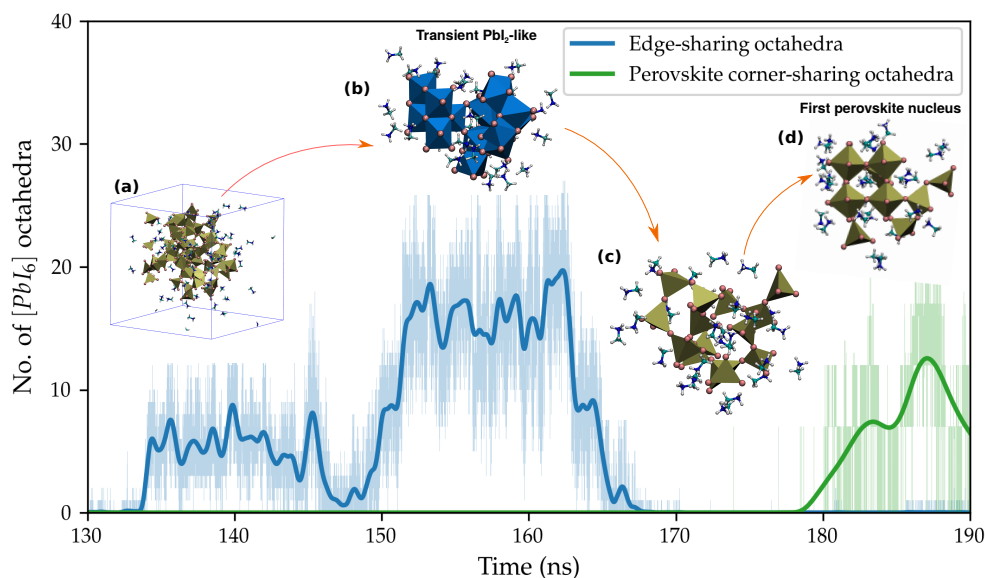 40
30
20
10
0
No. of [PbI₆] octahedra
130
140
150
160
170
180
190
Time (ns)
Edge-sharing octahedra
Perovskite corner-sharing octahedra
Transient PbI₂-like
First perovskite nucleus
(a)
(b)
(c)
(d)